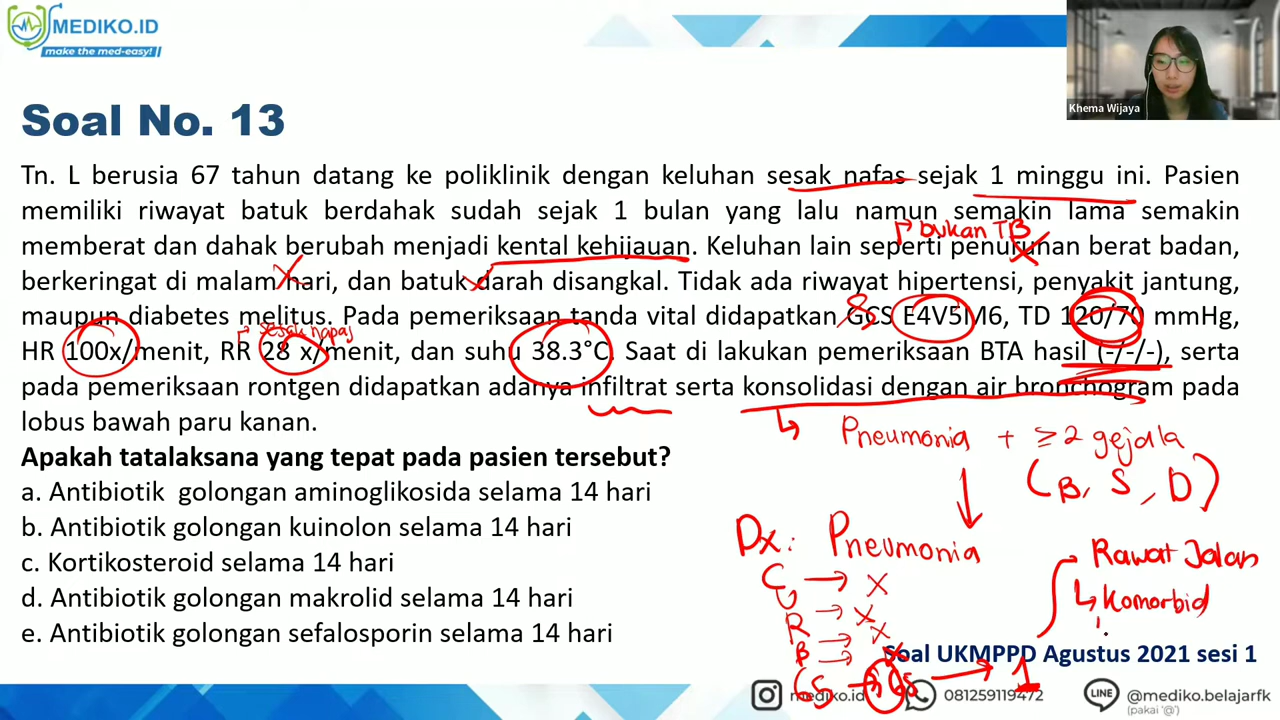 MEDIKO.ID
make the med-easy!
Khema Wijaya
Soal No. 13
Tn. L berusia 67 tahun datang ke poliklinik dengan keluhan sesak nafas sejak 1 minggu ini. Pasien
memiliki riwayat batuk berdahak sudah sejak 1 bulan yang lalu namun semakin lama semakin
bukan TB
memberat dan dahak berubah menjadi kental kehijauan. Keluhan lain seperti penurunan berat badan,
berkeringat di malam hari, dan batuk darah disangkal. Tidak ada riwayat hipertensi, penyakit jantung,
maupun diabetes melitus. Pada pemeriksaan tanda vital didapatkan GCS E4V5M6, TD 120/70 mmHg,
sesak napas
HR 100x/menit, RR 28 x/menit, dan suhu 38.3°C. Saat di lakukan pemeriksaan BTA hasil (-/-/-), serta
pada pemeriksaan rontgen didapatkan adanya infiltrat serta konsolidasi dengan air bronchogram pada
lobus bawah paru kanan.
Pneumonia + ≥2 gejala
(B, S, D)
Apakah tatalaksana yang tepat pada pasien tersebut?
a. Antibiotik golongan aminoglikosida selama 14 hari
b. Antibiotik golongan kuinolon selama 14 hari
c. Kortikosteroid selama 14 hari
d. Antibiotik golongan makrolid selama 14 hari
e. Antibiotik golongan sefalosporin selama 14 hari
Dx: Pneumonia
C → x
U → x
R → x
B →
65 → → 1
Rawat Jalan
Komorbid
Soal UKMPPD Agustus 2021 sesi 1
mediko.id
081259119472
LINE
@mediko.belajarfk
(pakai '@')